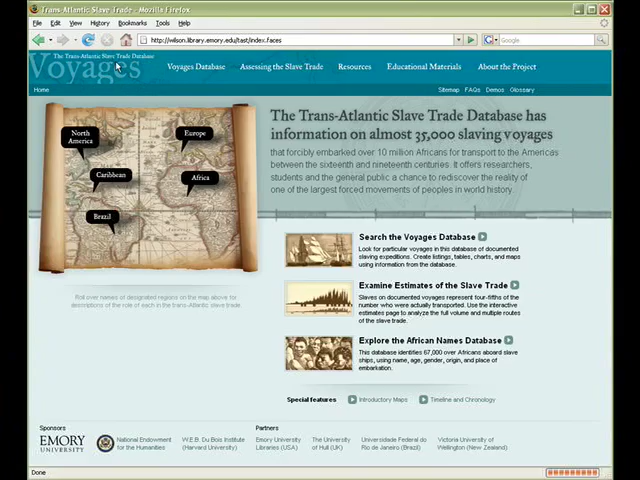 Trans-Atlantic Slave Trade - Mozilla Firefox
File Edit View History Bookmarks Tools Help
http://wilson.library.emory.edu/tast/index.faces
Google
The Trans-Atlantic Slave Trade Database
Voyages
Voyages Database Assessing the Slave Trade Resources Educational Materials About the Project
Home
Sitemap FAQs Demos Glossary
North America
Europe
Caribbean
Africa
Brazil
Roll over names of designated regions on the map above for
descriptions of the role of each in the trans-Atlantic slave trade.
The Trans-Atlantic Slave Trade Database has
information on almost 35,000 slaving voyages
that forcibly embarked over 10 million Africans for transport to the Americas
between the sixteenth and nineteenth centuries. It offers researchers,
students and the general public a chance to rediscover the reality of
one of the largest forced movements of peoples in world history.
Search the Voyages Database
Look for particular voyages in this database of documented
slaving expeditions. Create listings, tables, charts, and maps
using information from the database.
Examine Estimates of the Slave Trade
Slaves on documented voyages represent four-fifths of the
number who were actually transported. Use the interactive
estimates page to analyze the full volume and multiple routes
of the slave trade.
Explore the African Names Database
This database identifies 67,000 over Africans aboard slave
ships, using name, age, gender, origin, and place of
embarkation.
Special features Introductory Maps Timeline and Chronology
Sponsors
EMORY
UNIVERSITY
National Endowment
for the Humanities
W.E.B. Du Bois Institute
(Harvard University)
Partners
Emory University
Libraries (USA)
The University
of Hull (UK)
Universidade Federal do
Rio de Janeiro (Brazil)
Victoria University of
Wellington (New Zealand)
Done